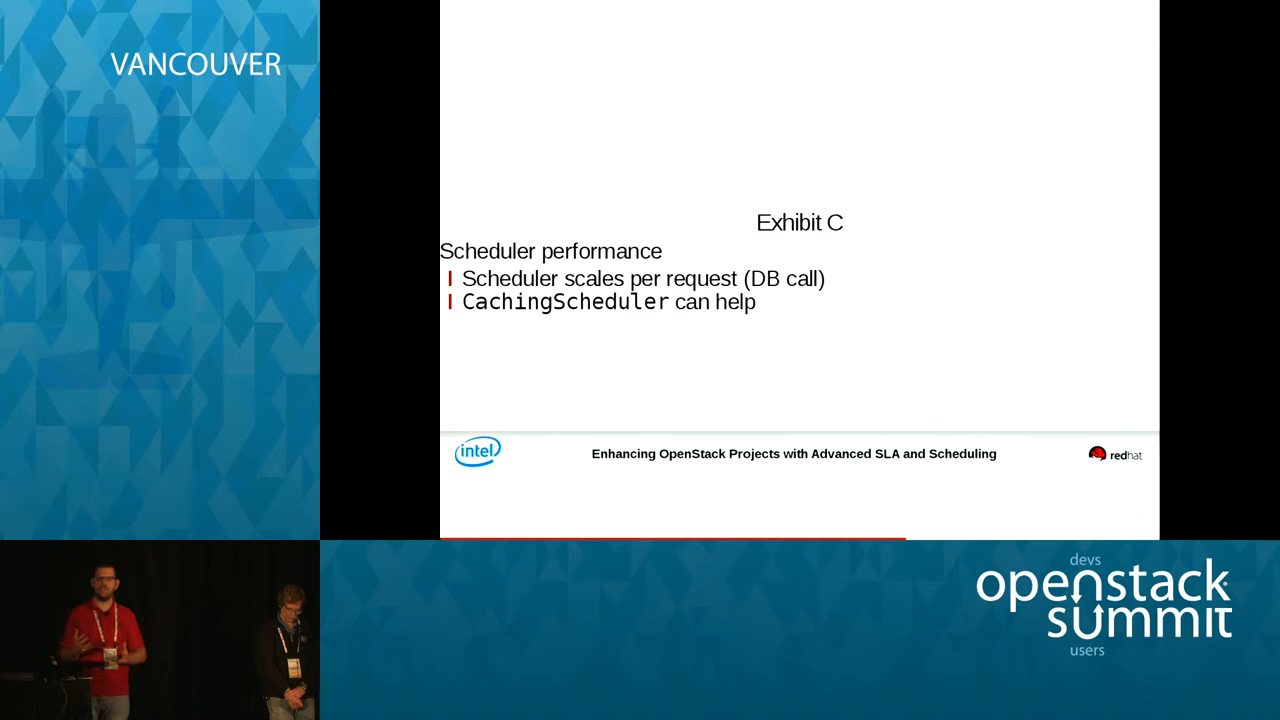 VANCOUVER
Exhibit C
Scheduler performance
Scheduler scales per request (DB call)
CachingScheduler can help
intel
Enhancing OpenStack Projects with Advanced SLA and Scheduling
redhat.
devs
openstack
summit
users